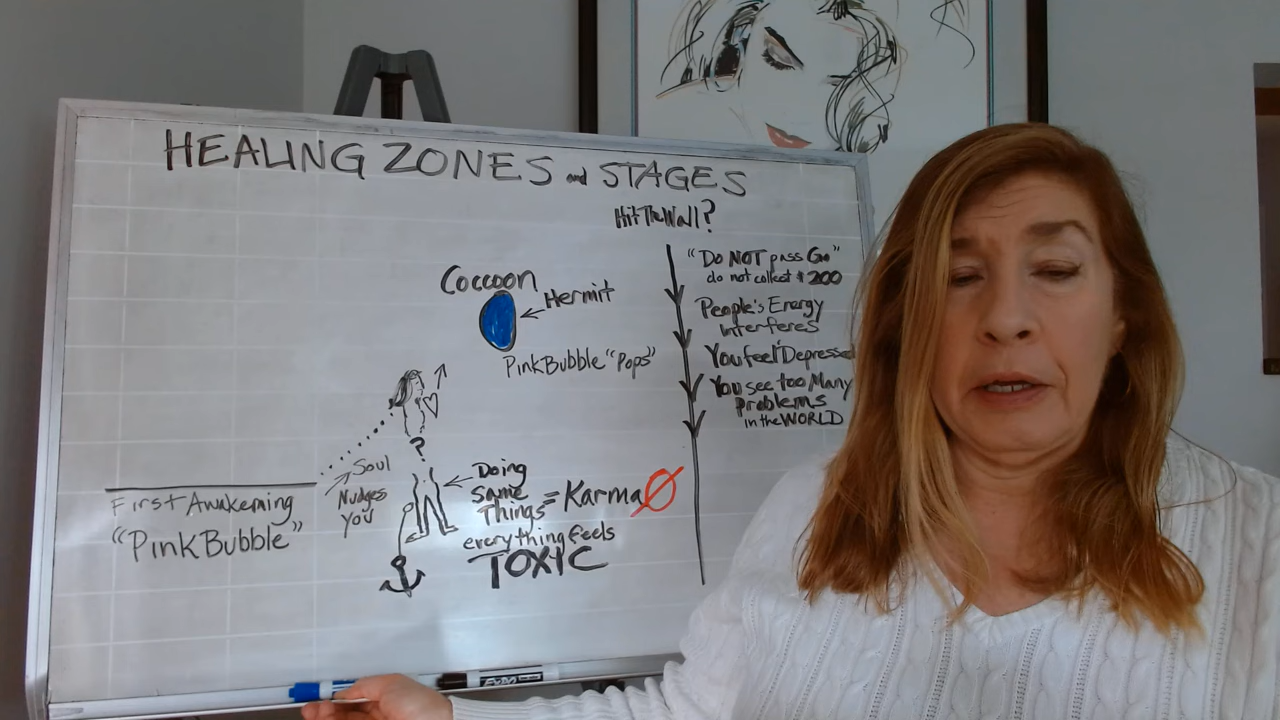 HEALING ZONES and STAGES
Hit The Wall?
"Do NOT pass Go"
do not collect $200
People's Energy
interferes
You feel Depressed
You see too Many
problems
in the WORLD
Coccoon
Hermit
Pink Bubble "Pops"
?
Soul
Nudges
You
First Awakening
"Pink Bubble"
Doing
Same
Things = Karma
everything feels
TOXIC
EXPO